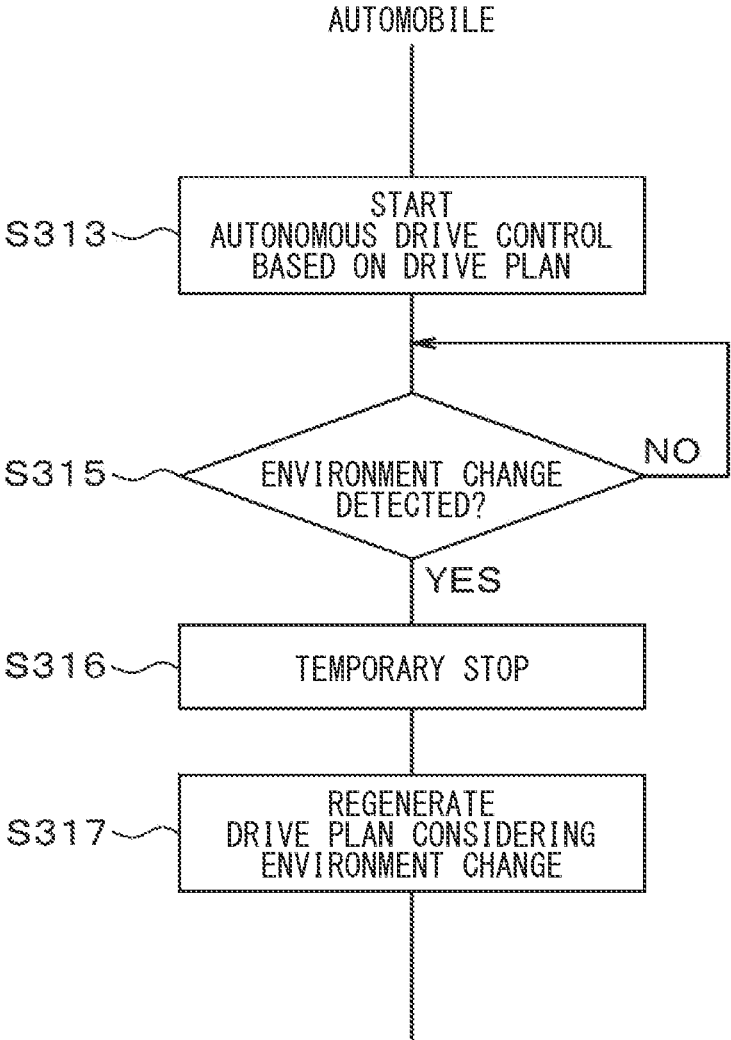 AUTOMOBILE
S313
START
AUTONOMOUS DRIVE CONTROL
BASED ON DRIVE PLAN
S315
ENVIRONMENT CHANGE
DETECTED?
NO
YES
S316
TEMPORARY STOP
S317
REGENERATE
DRIVE PLAN CONSIDERING
ENVIRONMENT CHANGE